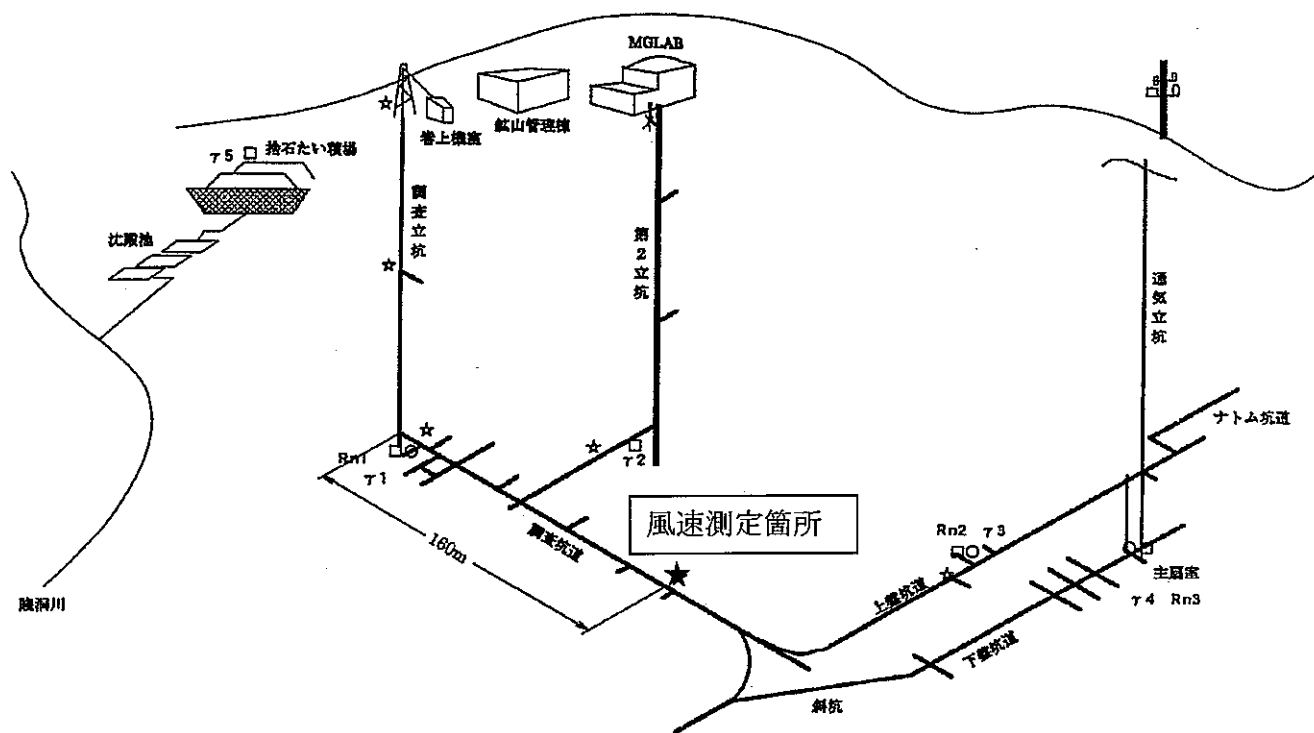 MGLAB
巻上機室
鉱山管理棟
γ5
捨石たい積場
調査立坑
沈殿池
第2立坑
通気立坑
ナトム坑道
Rn1
γ1
γ2
風速測定箇所
160m
調査坑道
Rn2
γ3
上盤坑道
主扇室
γ4
Rn3
下盤坑道
斜坑